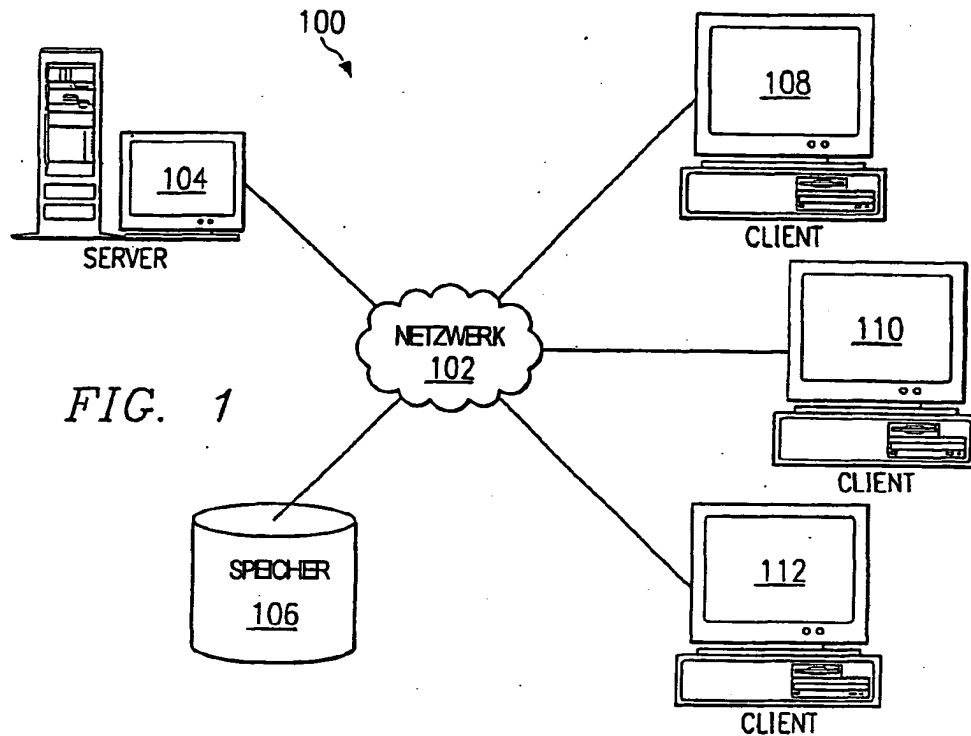 100
108
CLIENT
104
SERVER
NETZWERK
102
110
CLIENT
FIG. 1
SPEICHER
106
112
CLIENT